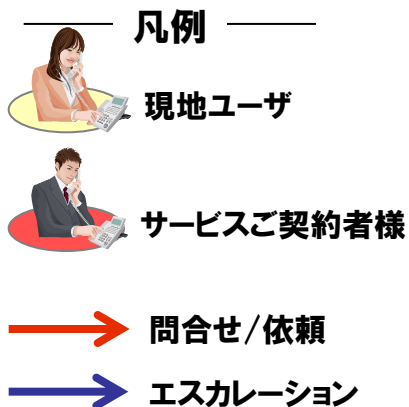 凡例
現地ユーザ
サービスご契約者様
問合せ/依頼
エスカレーション